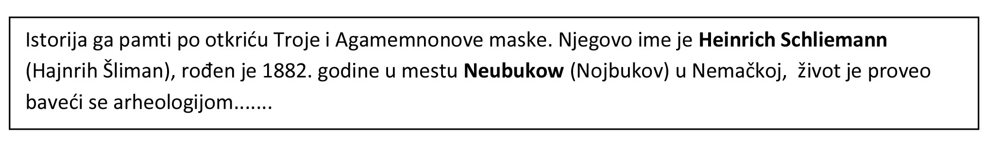 Istorija ga pamti po otkriću Troje i Agamemnonove maske. Njegovo ime je Heinrich Schliemann
(Hajnrih Šliman), rođen je 1882. godine u mestu Neubukow (Nojbukov) u Nemačkoj,  život je proveo
baveći se arheologijom.......